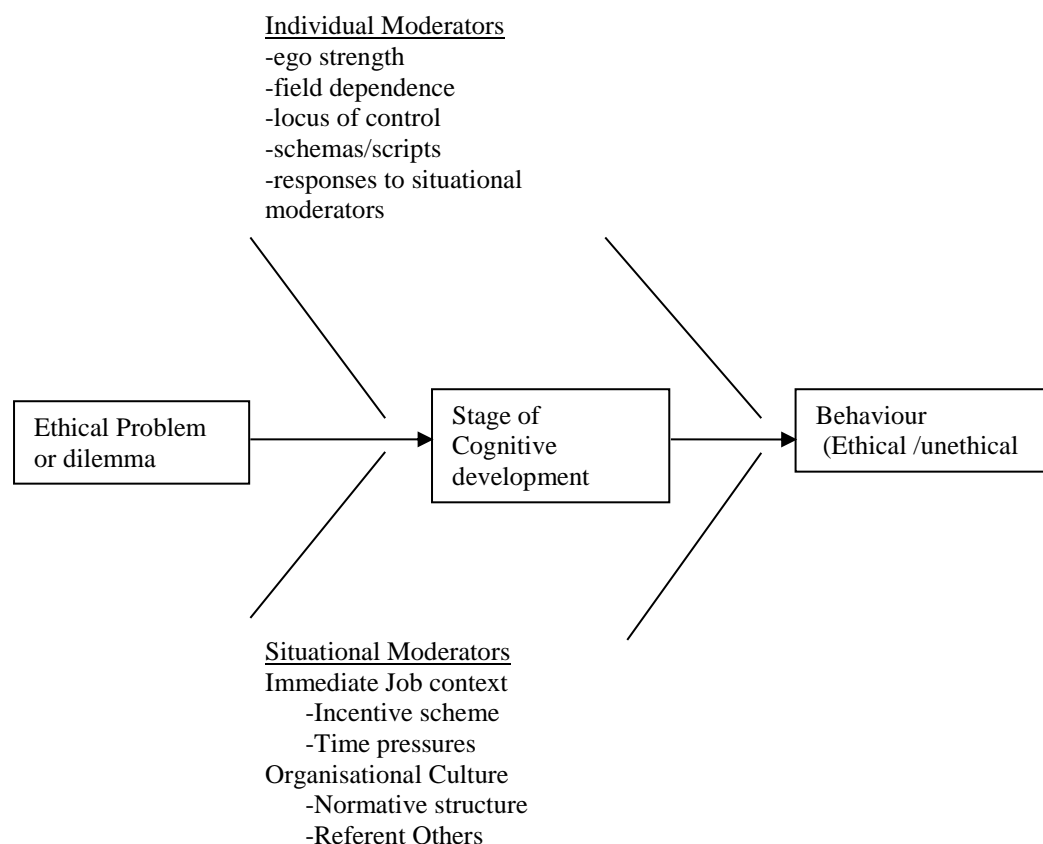 Individual Moderators
-ego strength
-field dependence
-locus of control
-schemas/scripts
-responses to situational
moderators
Ethical Problem
or dilemma
Stage of
Cognitive
development
Behaviour
(Ethical /unethical
Situational Moderators
Immediate Job context
-Incentive scheme
-Time pressures
Organisational Culture
-Normative structure
-Referent Others